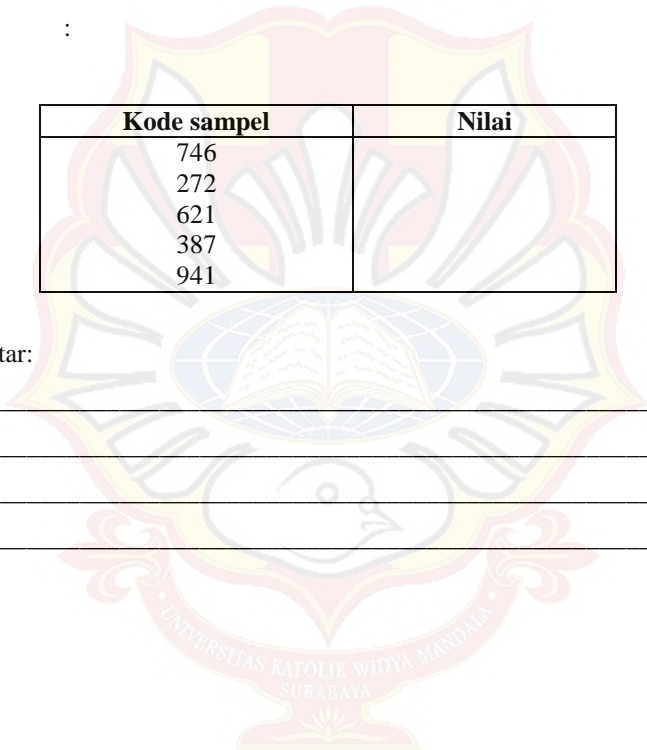 :
Kode sampel Nilai
746
272
621
387
941
tar:
UNIVERSITAS KATOLIK WIDYA MANDALA
SURABAYA